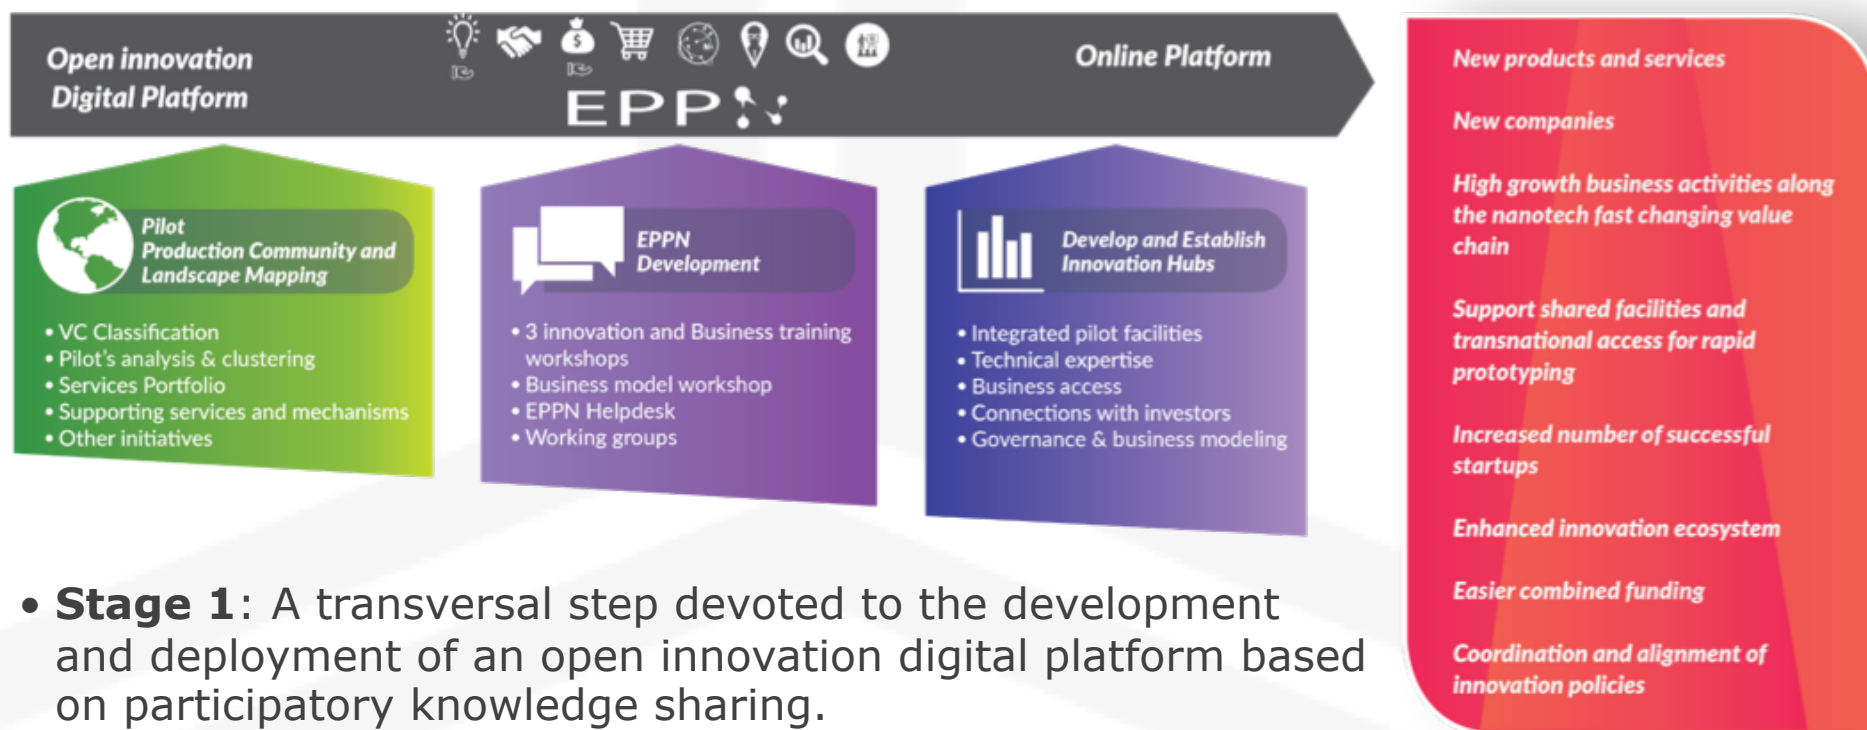 Open innovation
Digital Platform
EPPN
Online Platform
Pilot
Production Community and
Landscape Mapping
• VC Classification
• Pilot's analysis & clustering
• Services Portfolio
• Supporting services and mechanisms
• Other initiatives
EPPN
Development
• 3 innovation and Business training
workshops
• Business model workshop
• EPPN Helpdesk
• Working groups
Develop and Establish
Innovation Hubs
• Integrated pilot facilities
• Technical expertise
• Business access
• Connections with investors
• Governance & business modeling
New products and services
New companies
High growth business activities along
the nanotech fast changing value
chain
Support shared facilities and
transnational access for rapid
prototyping
Increased number of successful
startups
Enhanced innovation ecosystem
Easier combined funding
Coordination and alignment of
innovation policies
• Stage 1: A transversal step devoted to the development
and deployment of an open innovation digital platform based
on participatory knowledge sharing.